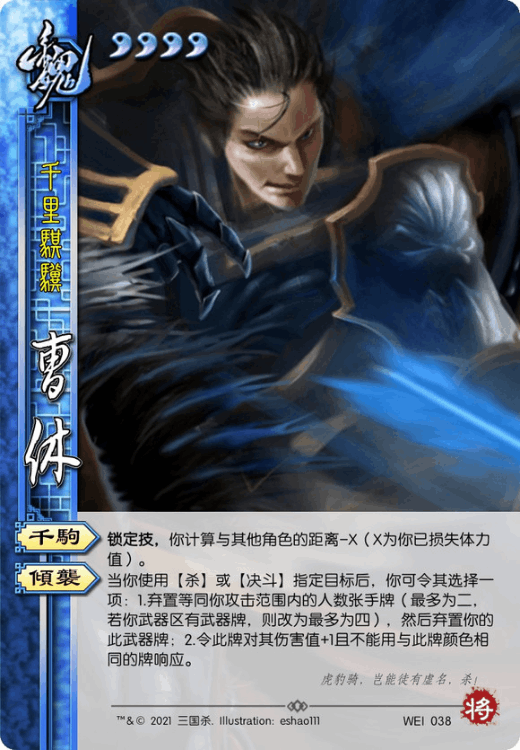 魏
千里騏驥
曹休
千駒
锁定技，你计算与其他角色的距离-X（X为你已损失体力
值）。
傾襲
当你使用【杀】或【决斗】指定目标后，你可令其选择一
项：1.弃置等同你攻击范围内的人数张手牌（最多为二，
若你武器区有武器牌，则改为最多为四），然后弃置你的
此武器牌；2.令此牌对其伤害值+1且不能用与此牌颜色相
同的牌响应。
虎豹骑，岂能徒有虚名，杀！
™&© 2021 三国杀. Illustration: eshao111
WEI 038
将